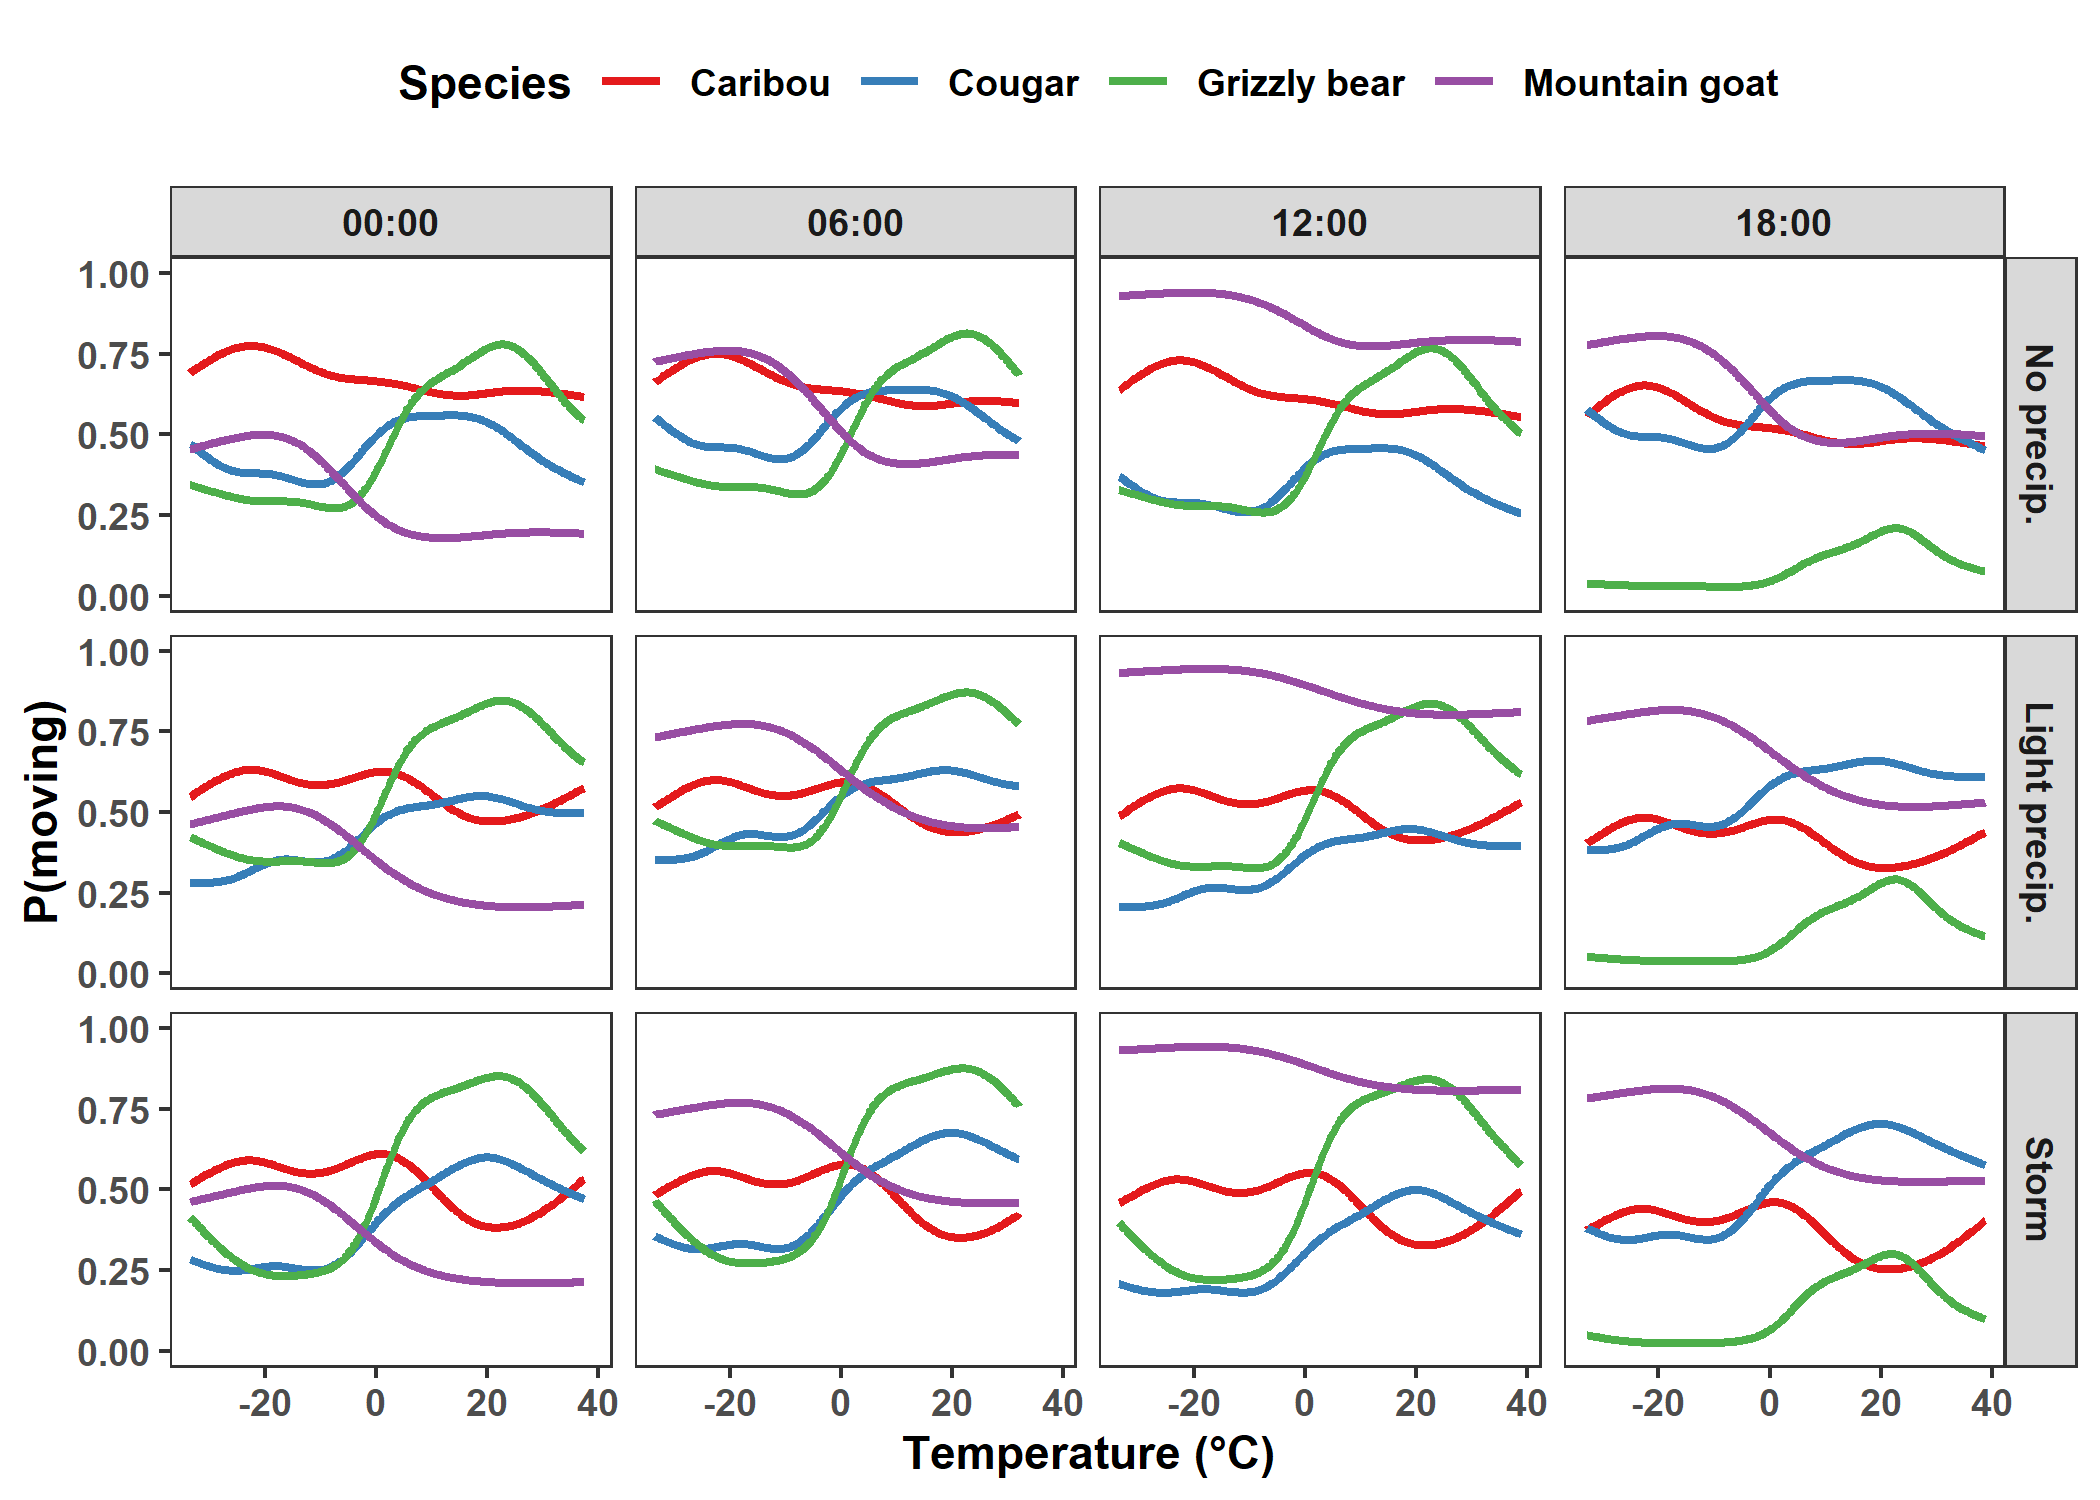 Species Caribou Cougar Grizzly bear Mountain goat
00:00 06:00 12:00 18:00
1.00
0.75
0.50
0.25
0.00
No precip.
1.00
0.75
0.50
0.25
0.00
Light precip.
1.00
0.75
0.50
0.25
0.00
Storm
P(moving)
-20 0 20 40 -20 0 20 40 -20 0 20 40 -20 0 20 40
Temperature (°C)